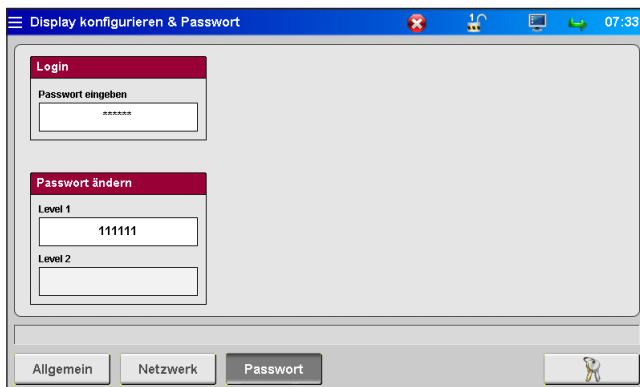 Display konfigurieren & Passwort
07:33
Login
Passwort eingeben
******
Passwort ändern
Level 1
111111
Level 2
Allgemein
Netzwerk
Passwort